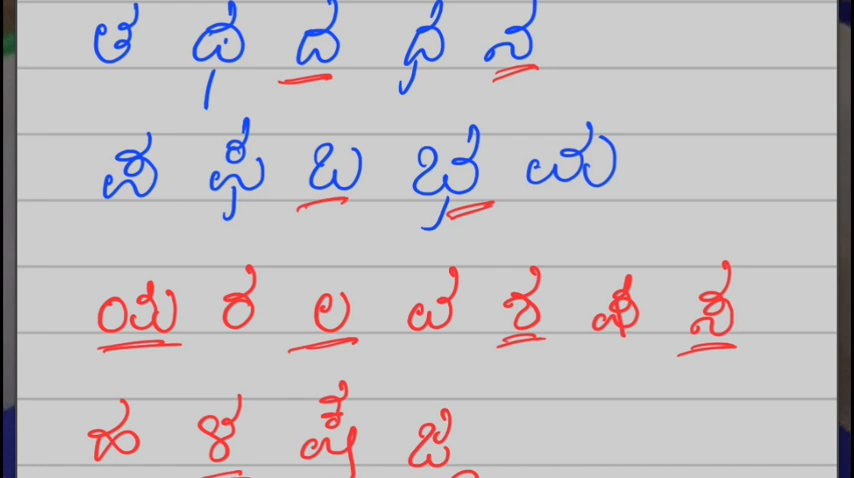 ತ ಥ ದ ಧ ನ
ಪ ಫ ಬ ಭ ಮ
ಯ ರ ಲ ವ ಶ ಷ ಸ
ಹ ಳ ಕ್ಷ ಜ್ಞ